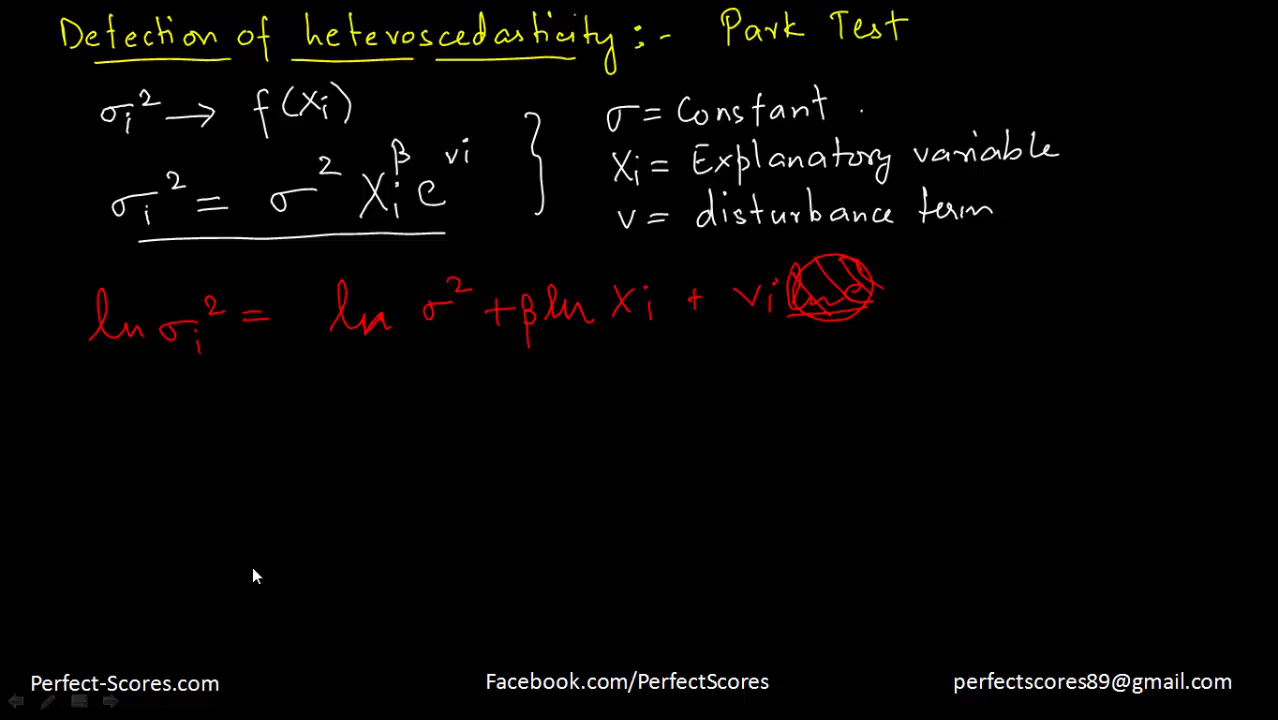 Detection of heteroscedasticity :- Park Test
σi² → f(Xi)
σi² = σ² Xi^β e^vi
σ = Constant .
Xi = Explanatory variable
v = disturbance term
ln σi² = ln σ² + β ln Xi + vi
Perfect-Scores.com
Facebook.com/PerfectScores
perfectscores89@gmail.com